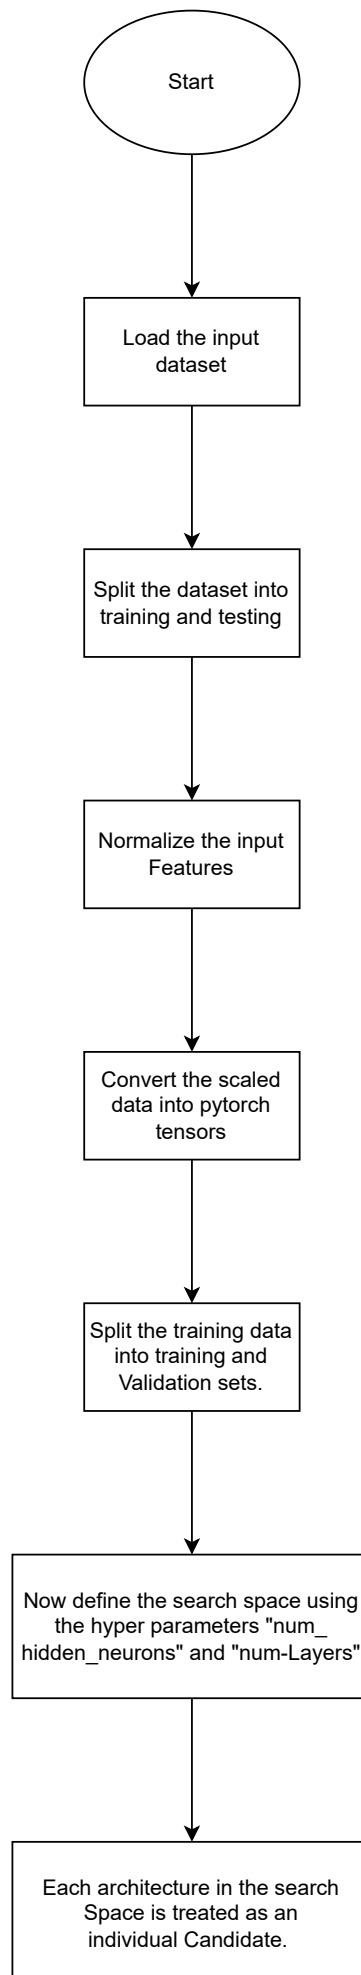 Start
Load the input
dataset
Split the dataset into
training and testing
Normalize the input
Features
Convert the scaled
data into pytorch
tensors
Split the training data
into training and
Validation sets.
Now define the search space using
the hyper parameters "num_
hidden_neurons" and "num-Layers"
Each architecture in the search
Space is treated as an
individual Candidate.